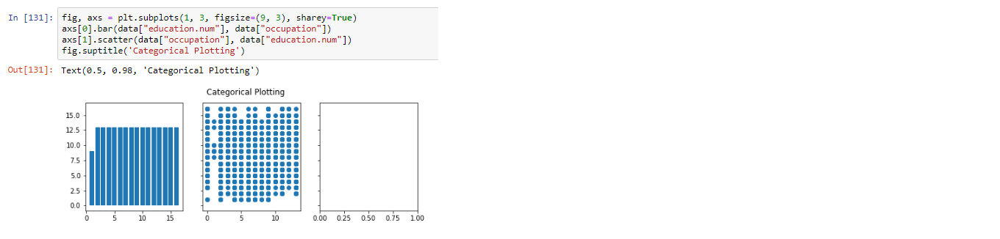 In [131]: fig, axs = plt.subplots(1, 3, figsize=(9, 3), sharey=True)
axs[0].bar(data["education.num"], data["occupation"])
axs[1].scatter(data["occupation"], data["education.num"])
fig.suptitle('Categorical Plotting')
Out[131]: Text(0.5, 0.98, 'Categorical Plotting')
Categorical Plotting
15.0
12.5
10.0
7.5
5.0
2.5
0.0
0 5 10 15
0 5 10
0.00 0.25 0.50 0.75 1.00